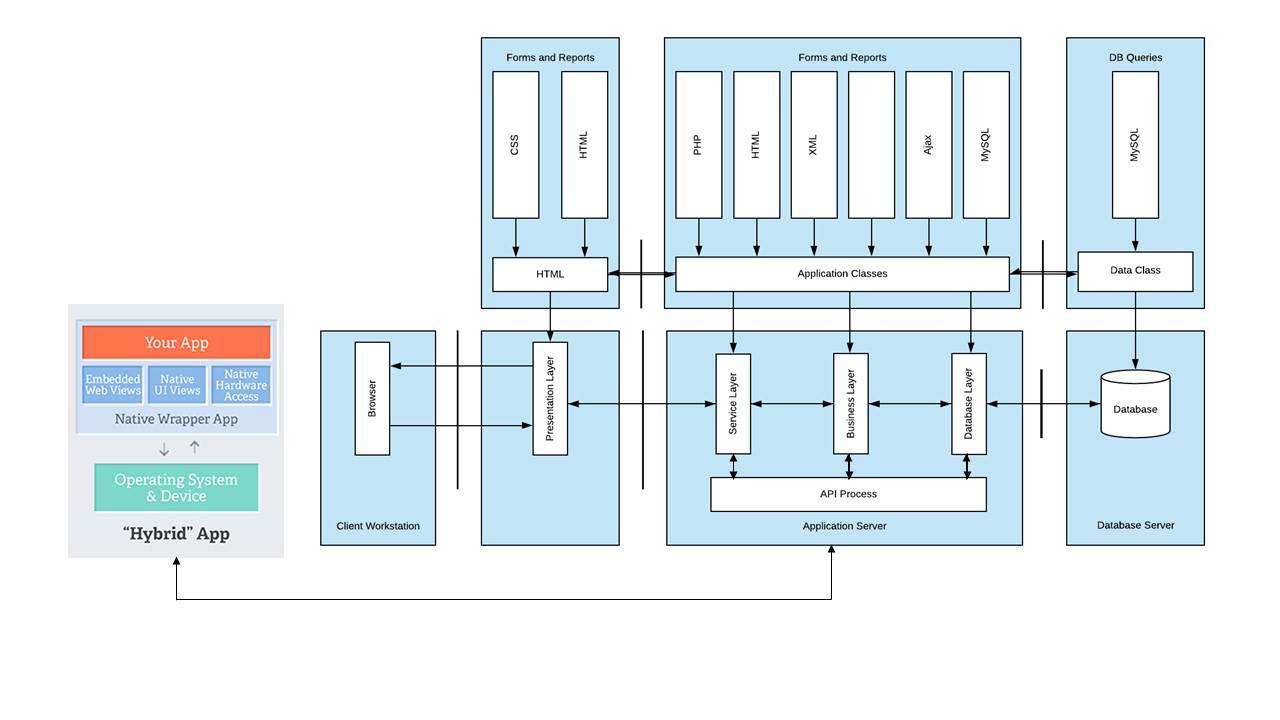 Forms and Reports
CSS
HTML
HTML
Forms and Reports
PHP
HTML
XML
Ajax
MySQL
Application Classes
DB Queries
MySQL
Data Class
Your App
Embedded
Web Views
Native
UI Views
Native
Hardware
Access
Native Wrapper App
Operating System
& Device
“Hybrid” App
Browser
Client Workstation
Presentation Layer
Service Layer
Business Layer
Database Layer
API Process
Application Server
Database
Database Server